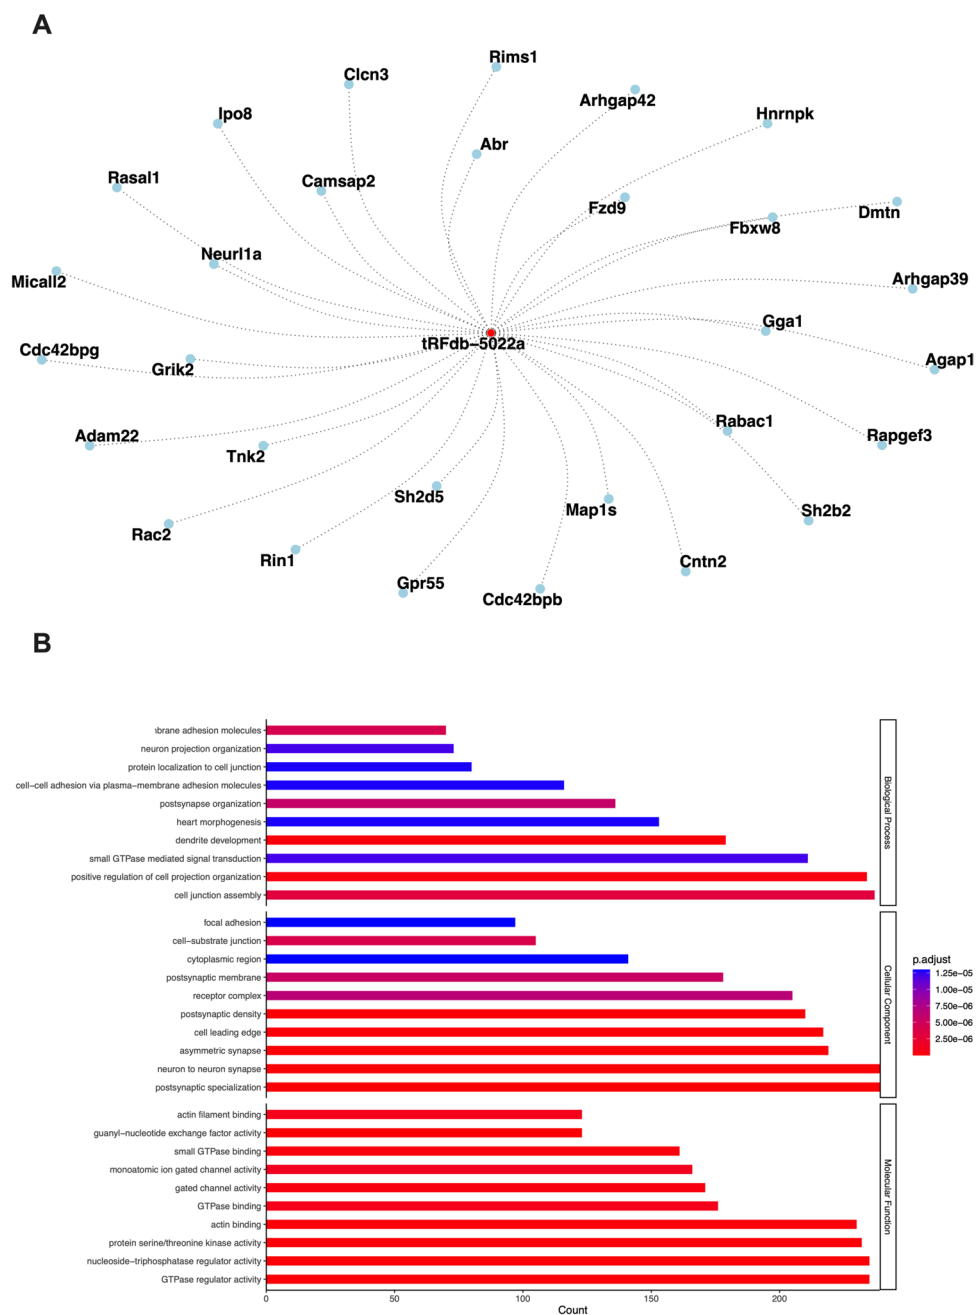 A
Rims1
Clcn3
Arhgap42
Ipo8
Hnrnpk
Abr
Rasal1
Camsap2
Fzd9
Dmtn
Fbxw8
Neurl1a
Micall2
Arhgap39
Gga1
tRFdb-5022a
Cdc42bpg
Grik2
Agap1
Rabac1
Adam22
Rapgef3
Tnk2
Sh2d5
Map1s
Sh2b2
Rac2
Rin1
Cntn2
Gpr55
Cdc42bpb
B
brane adhesion molecules
neuron projection organization
protein localization to cell junction
cell-cell adhesion via plasma-membrane adhesion molecules
postsynapse organization
heart morphogenesis
dendrite development
small GTPase mediated signal transduction
positive regulation of cell projection organization
cell junction assembly
Biological Process
focal adhesion
cell-substrate junction
cytoplasmic region
postsynaptic membrane
receptor complex
postsynaptic density
cell leading edge
asymmetric synapse
neuron to neuron synapse
postsynaptic specialization
Cellular Component
p.adjust
1.25e-05
1.00e-05
7.50e-06
5.00e-06
2.50e-06
actin filament binding
guanyl-nucleotide exchange factor activity
small GTPase binding
monoatomic ion gated channel activity
gated channel activity
GTPase binding
actin binding
protein serine/threonine kinase activity
nucleoside-triphosphatase regulator activity
GTPase regulator activity
Molecular Function
0 50 100 150 200
Count